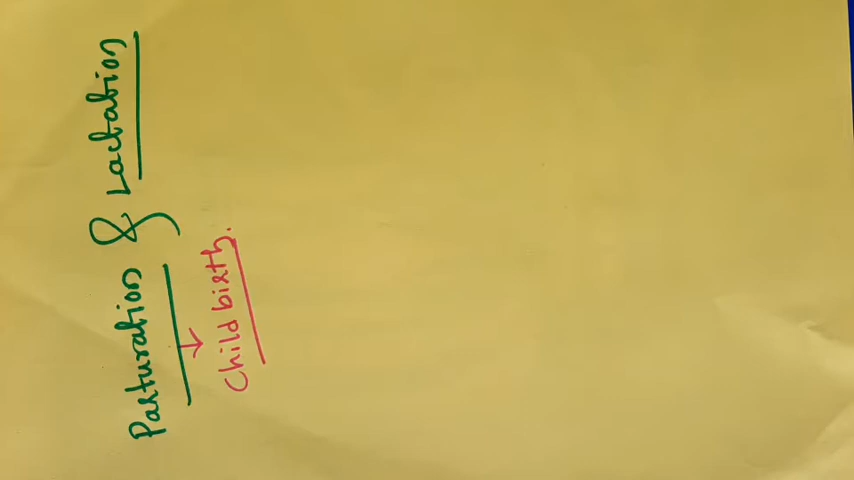 Parturation & Lactation
↓
Child birth.